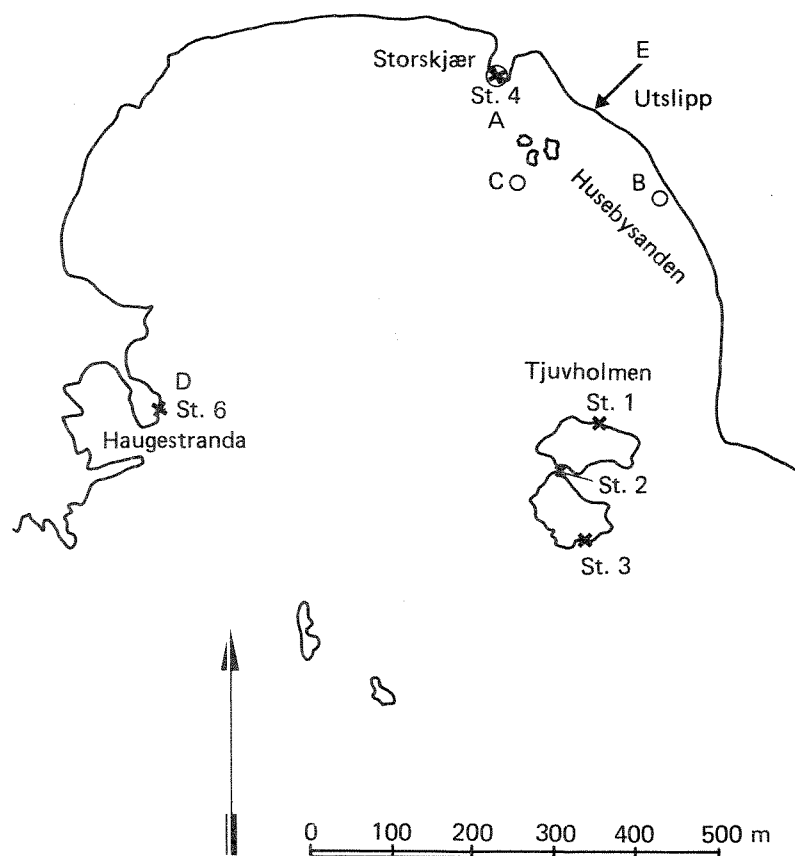 Storskjær
St. 4
A
E
Utslipp
C
B
Husebysanden
D
St. 6
Haugestranda
Tjuvholmen
St. 1
St. 2
St. 3
0 100 200 300 400 500 m